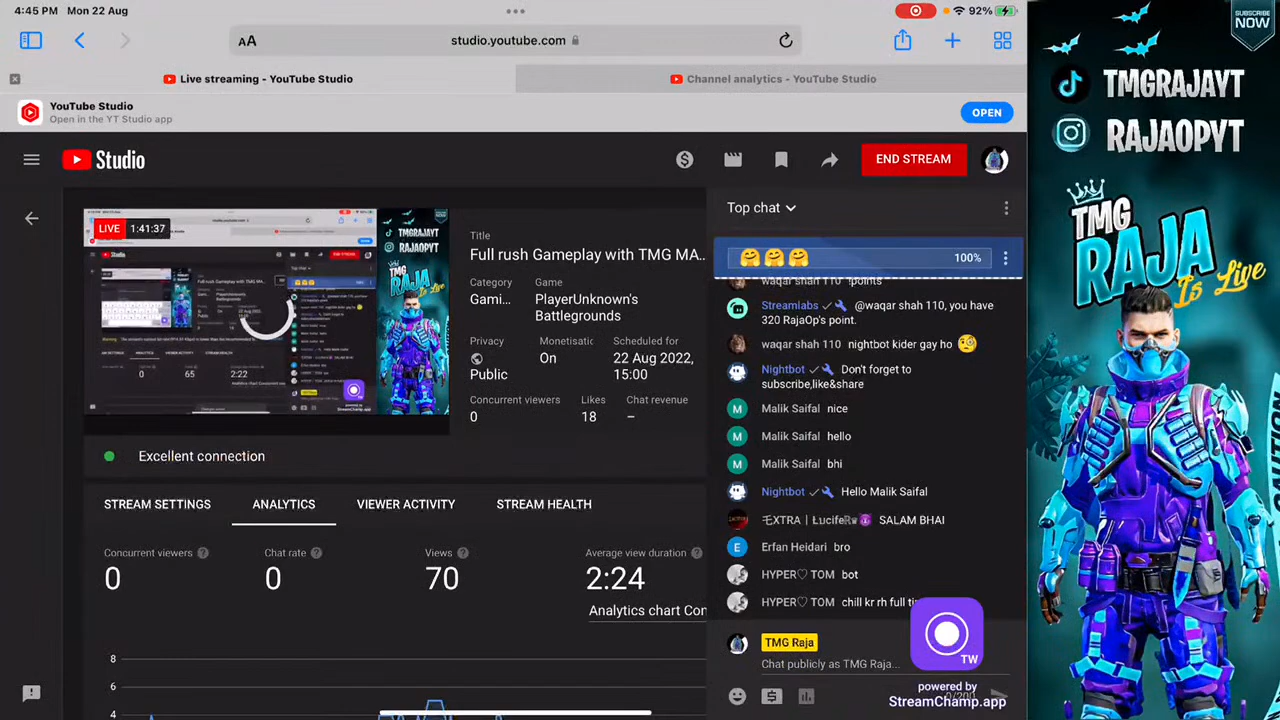 4:45 PM Mon 22 Aug
92%
AA
studio.youtube.com
Live streaming - YouTube Studio
Channel analytics - YouTube Studio
YouTube Studio
Open in the YT Studio app
OPEN
Studio
END STREAM
LIVE
1:41:37
Title
Full rush Gameplay with TMG MA...
Category
Gami...
Game
PlayerUnknown's
Battlegrounds
Privacy
Public
Monetisatic
On
Scheduled for
22 Aug 2022,
15:00
Concurrent viewers
0
Likes
18
Chat revenue
–
Excellent connection
STREAM SETTINGS
ANALYTICS
VIEWER ACTIVITY
STREAM HEALTH
Concurrent viewers
0
Chat rate
0
Views
70
Average view duration
2:24
Analytics chart Con
8
6
4
Top chat
🤗🤗🤗 100%
waqar shah 110 !points
Streamlabs @waqar shah 110, you have
320 RajaOp's point.
waqar shah 110 nightbot kider gay ho 🧐
Nightbot Don't forget to
subscribe,like&share
Malik Saifal nice
Malik Saifal hello
Malik Saifal bhi
Nightbot Hello Malik Saifal
SALAM BHAI
Erfan Heidari bro
HYPER♡ TOM bot
HYPER♡ TOM chill kr rh full
TMG Raja
Chat publicly as TMG Raja...
0/200
TW
powered by
StreamChamp.app
SUBSCRIBE
NOW
TMGRAJAYT
RAJAOPYT
TMG
RAJA
Is Live